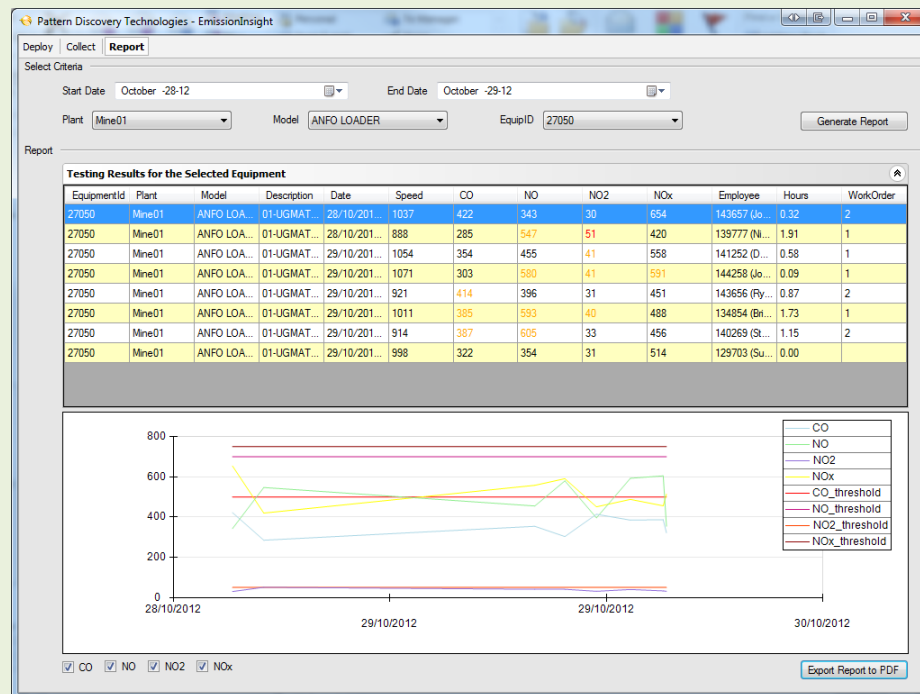 Pattern Discovery Technologies - EmissionInsight
Deploy Collect Report
Select Criteria
Start Date October -28-12 End Date October -29-12
Plant Mine01 Model ANFO LOADER EquipID 27050 Generate Report
Report
Testing Results for the Selected Equipment
EquipmentId Plant Model Description Date Speed CO NO NO2 NOx Employee Hours WorkOrder
27050 Mine01 ANFO LOA... 01-UGMAT... 28/10/201... 1037 422 343 30 654 143657 (Jo... 0.32 2
27050 Mine01 ANFO LOA... 01-UGMAT... 28/10/201... 888 285 547 51 420 139777 (Ni... 1.91 1
27050 Mine01 ANFO LOA... 01-UGMAT... 29/10/201... 1054 354 455 41 558 141252 (D... 0.58 1
27050 Mine01 ANFO LOA... 01-UGMAT... 29/10/201... 1071 303 580 41 591 144258 (Jo... 0.09 1
27050 Mine01 ANFO LOA... 01-UGMAT... 29/10/201... 921 414 396 31 451 143656 (Ry... 0.87 2
27050 Mine01 ANFO LOA... 01-UGMAT... 29/10/201... 1011 385 593 40 488 134854 (Bri... 1.73 1
27050 Mine01 ANFO LOA... 01-UGMAT... 29/10/201... 914 387 605 33 456 140269 (St... 1.15 2
27050 Mine01 ANFO LOA... 01-UGMAT... 29/10/201... 998 322 354 31 514 129703 (Su... 0.00
800
600
400
200
0
28/10/2012 29/10/2012
29/10/2012 30/10/2012
CO
NO
NO2
NOx
CO_threshold
NO_threshold
NO2_threshold
NOx_threshold
CO NO NO2 NOx Export Report to PDF